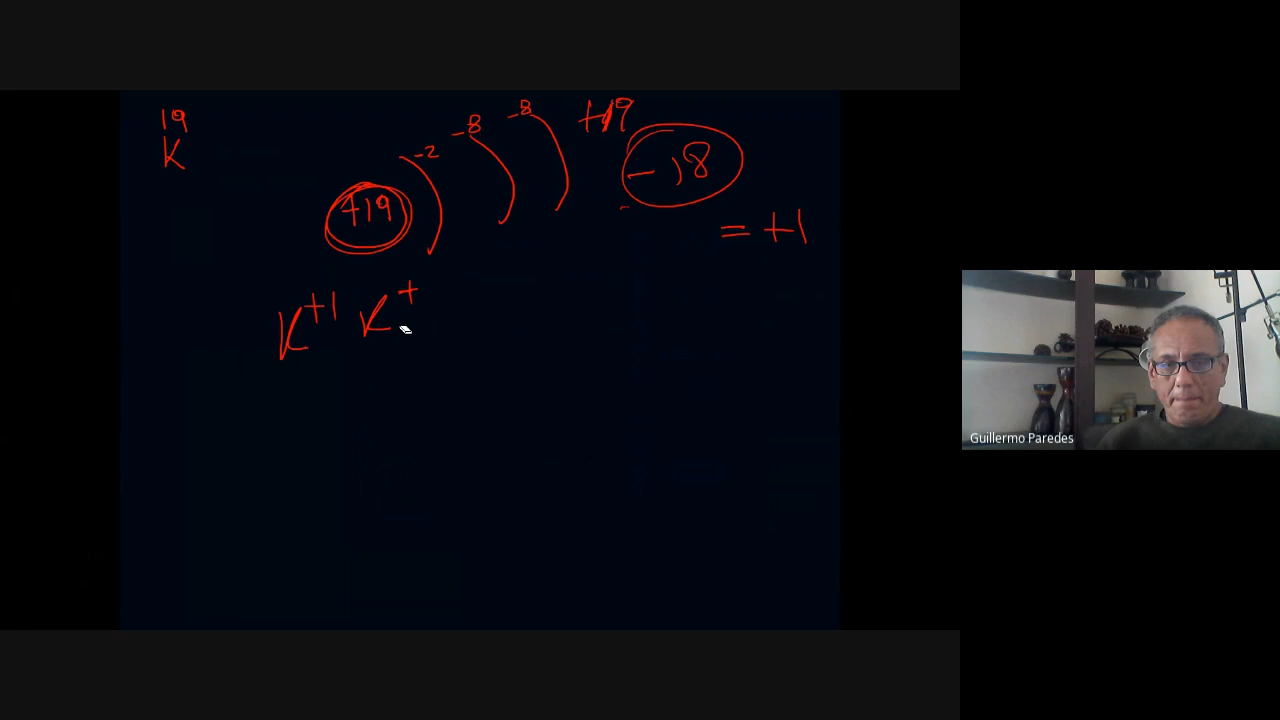 19
K
+19 -2 -8 -8
+19
-18
= +1
K+1 K+
Guillermo Paredes